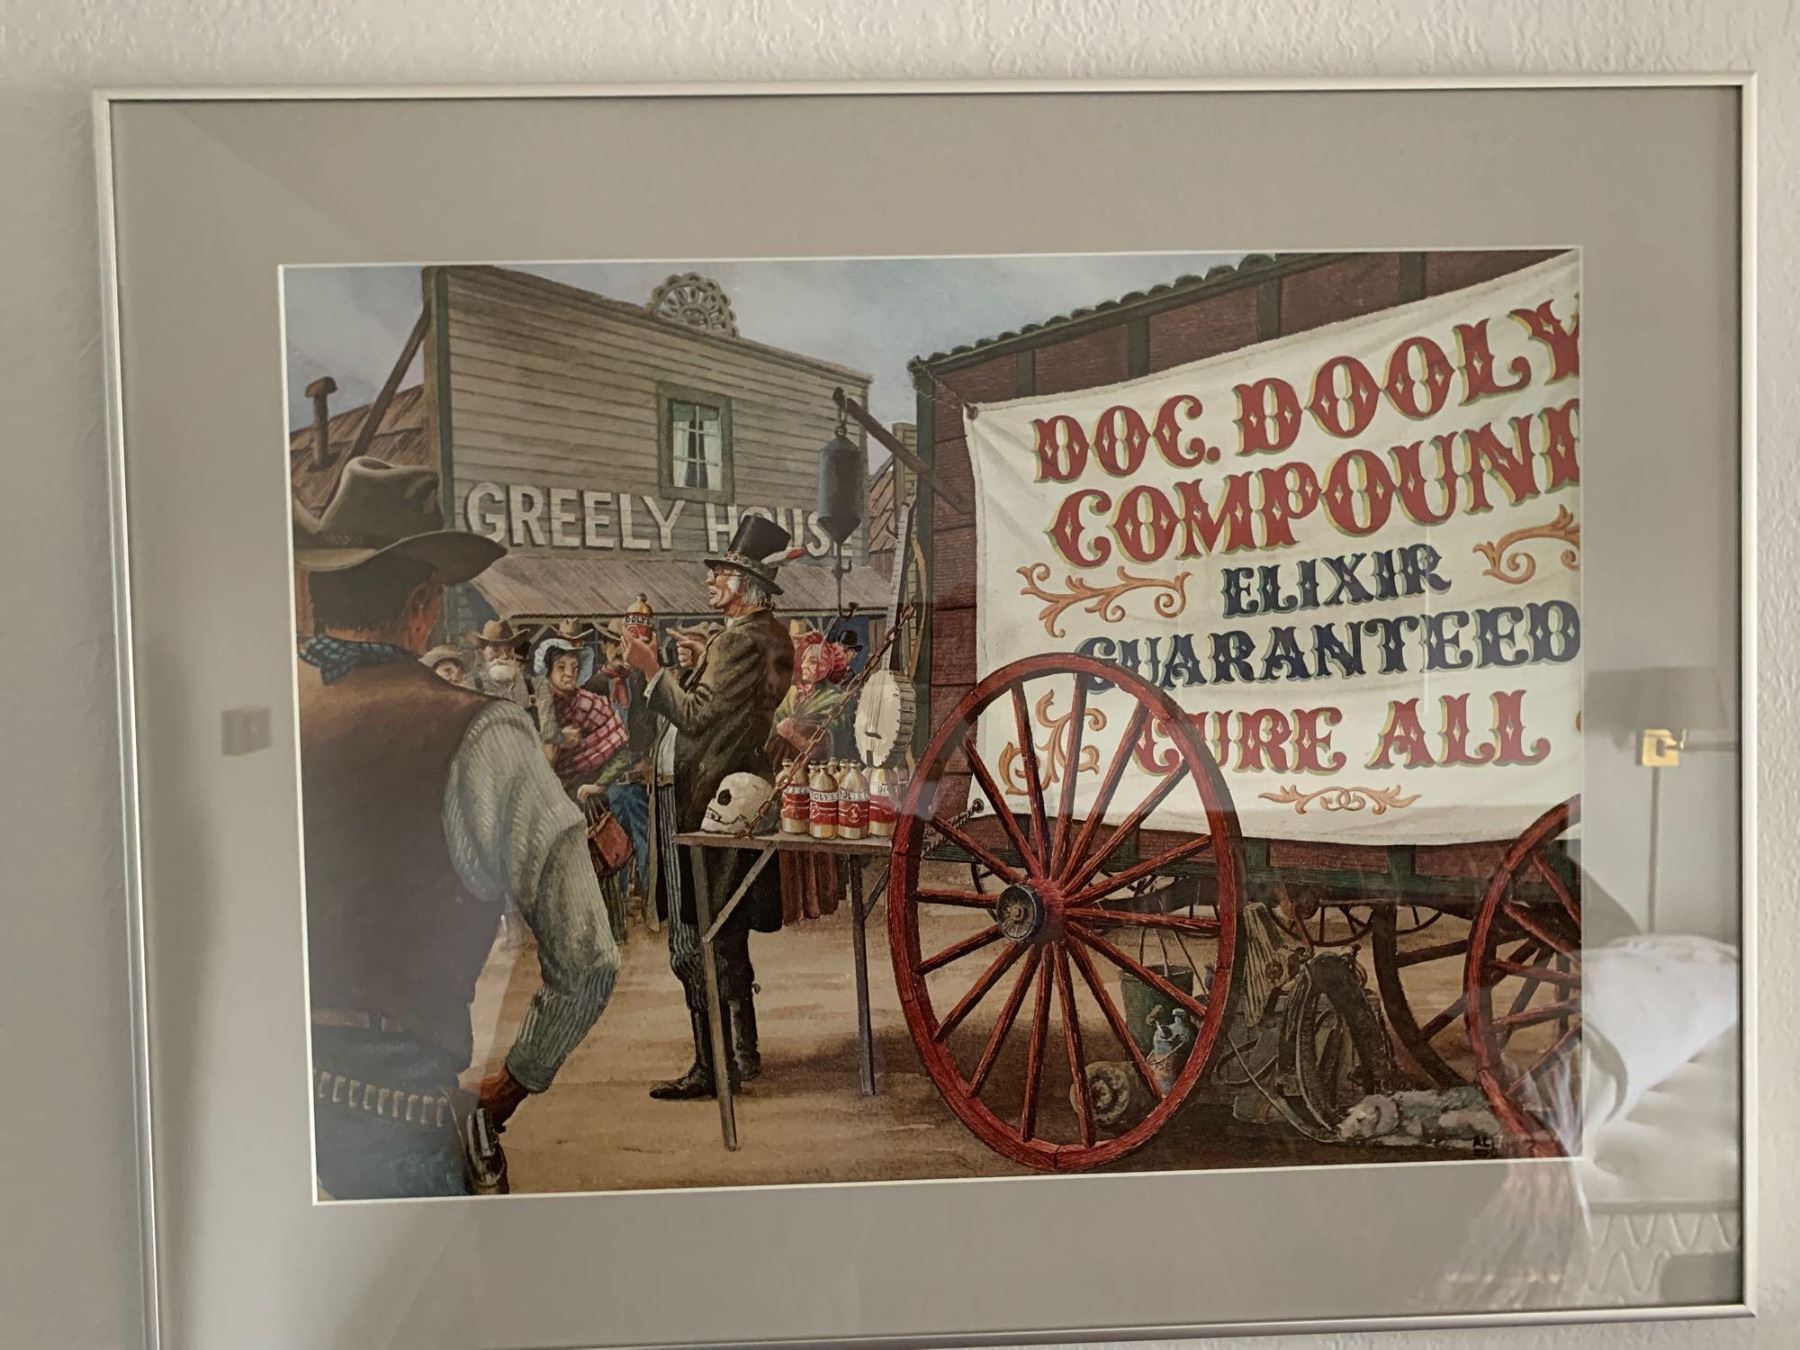 GREELY HOUSE
DOC. DOOLY
COMPOUND
ELIXIR
GUARANTEED
CURE ALL